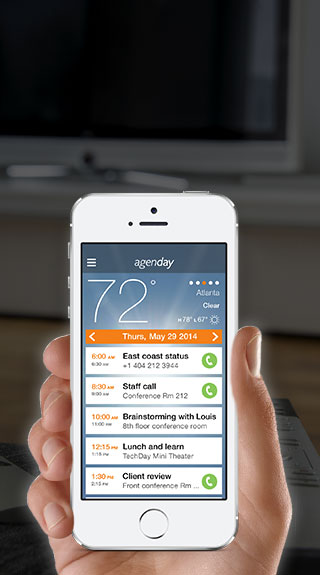 agenday
72°
Atlanta
Clear
H 78° L 67°
Thurs, May 29 2014
6:00 AM East coast status
6:30 AM +1 404 212 3944
8:30 AM Staff call
9:30 AM Conference Rm 212
10:00 AM Brainstorming with Louis
11:00 AM 8th floor conference room
12:15 PM Lunch and learn
1:15 PM TechDay Mini Theater
1:30 PM Client review
2:15 PM Front conference Rm ...